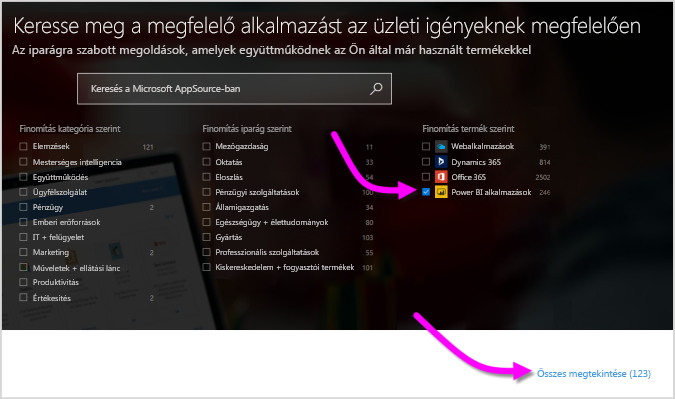 Keresse meg a megfelelő alkalmazást az üzleti igényeknek megfelelően
Az iparágra szabott megoldások, amelyek együttműködnek az Ön által már használt termékekkel
Keresés a Microsoft AppSource-ban
Finomítás kategória szerint
Elemzések 121
Mesterséges intelligencia
Együttműködés
Ügyfélszolgálat
Pénzügy 2
Emberi erőforrások
IT + felügyelet
Marketing 2
Műveletek + ellátási lánc
Produktivitás
Értékesítés 2
Finomítás iparág szerint
Mezőgazdaság 11
Oktatás 33
Eloszlás 54
Pénzügyi szolgáltatások 100
Államigazgatás 34
Egészségügy + élettudományok 80
Gyártás 103
Professzionális szolgáltatások 55
Kiskereskedelem + fogyasztói termékek 101
Finomítás termék szerint
Webalkalmazások 391
Dynamics 365 814
Office 365 2502
Power BI alkalmazások 246
Összes megtekintése (123)